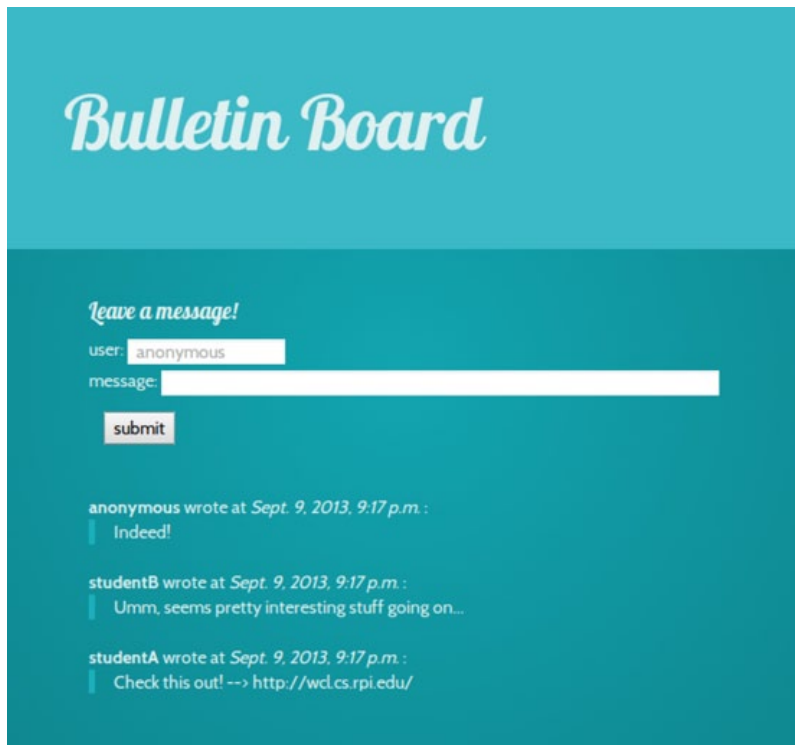 Bulletin Board
Leave a message!
user: anonymous
message:
submit
anonymous wrote at Sept. 9, 2013, 9:17 p.m. :
Indeed!
studentB wrote at Sept. 9, 2013, 9:17 p.m. :
Umm, seems pretty interesting stuff going on...
studentA wrote at Sept. 9, 2013, 9:17 p.m. :
Check this out! --> http://wcl.cs.rpi.edu/